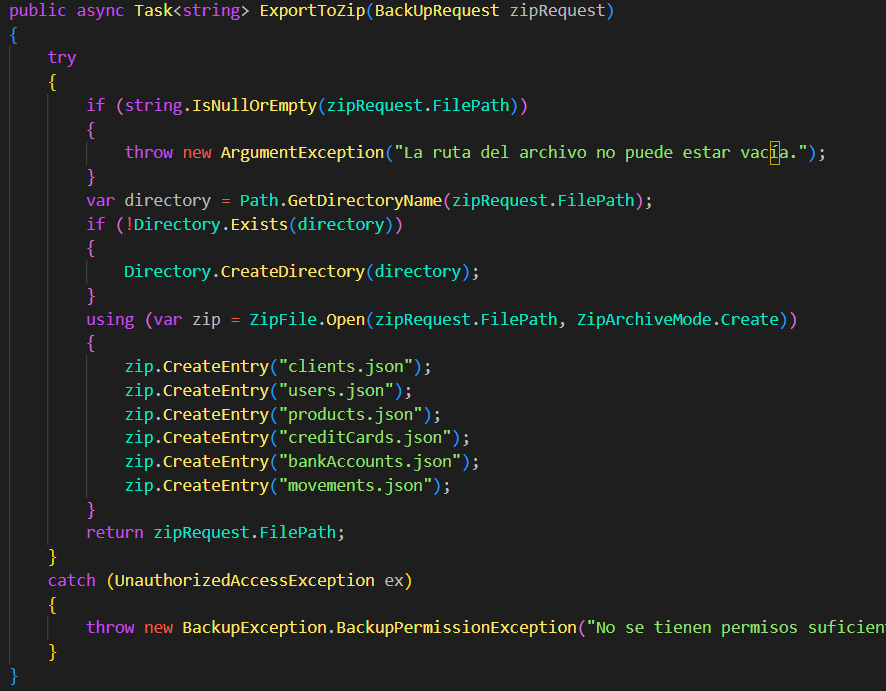 public async Task<string> ExportToZip(BackUpRequest zipRequest)
{
    try
    {
        if (string.IsNullOrEmpty(zipRequest.FilePath))
        {
            throw new ArgumentException("La ruta del archivo no puede estar vacía.");
        }
        var directory = Path.GetDirectoryName(zipRequest.FilePath);
        if (!Directory.Exists(directory))
        {
            Directory.CreateDirectory(directory);
        }
        using (var zip = ZipFile.Open(zipRequest.FilePath, ZipArchiveMode.Create))
        {
            zip.CreateEntry("clients.json");
            zip.CreateEntry("users.json");
            zip.CreateEntry("products.json");
            zip.CreateEntry("creditCards.json");
            zip.CreateEntry("bankAccounts.json");
            zip.CreateEntry("movements.json");
        }
        return zipRequest.FilePath;
    }
    catch (UnauthorizedAccessException ex)
    {
        throw new BackupException.BackupPermissionException("No se tienen permisos suficien
    }
}